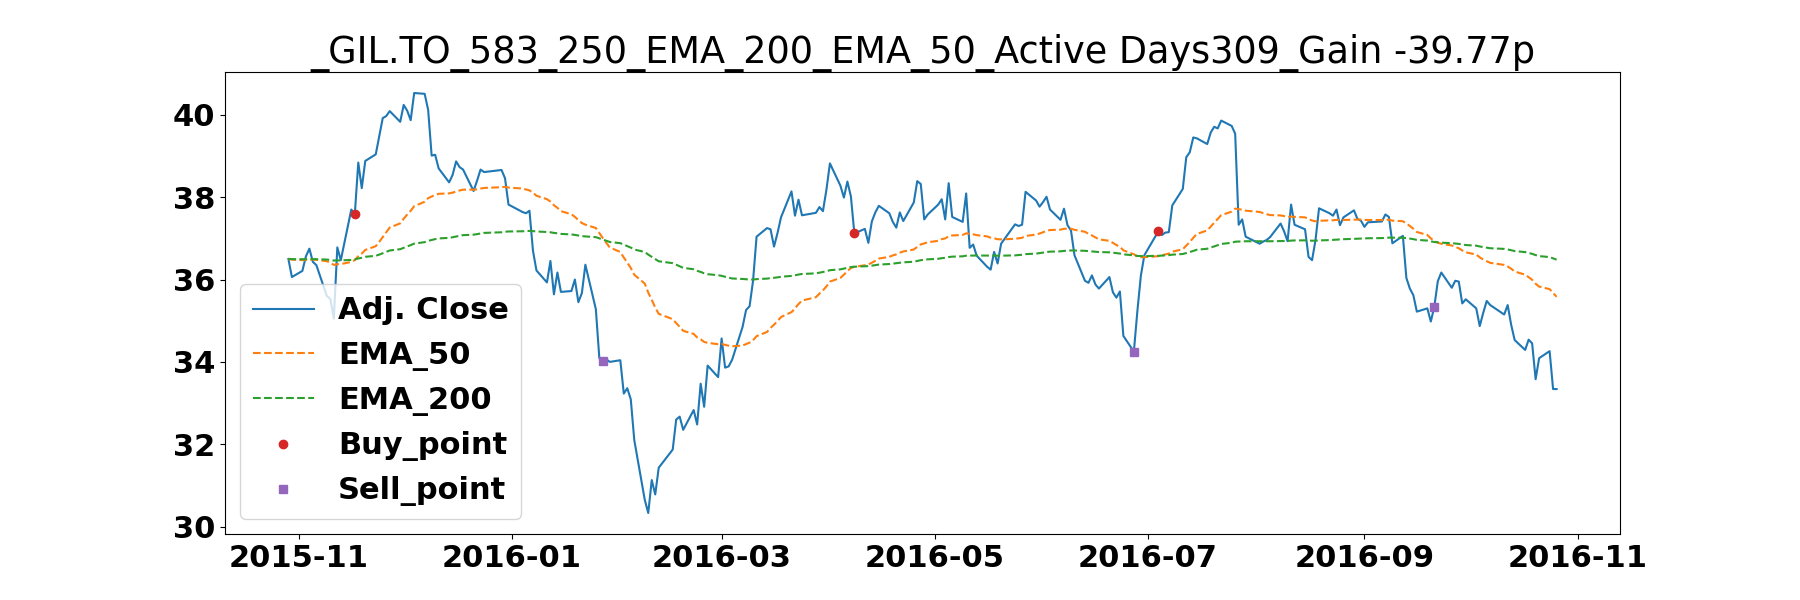 _GIL.TO_583_250_EMA_200_EMA_50_Active Days309_Gain -39.77p
40
38
36
34
32
30
Adj. Close
EMA_50
EMA_200
Buy_point
Sell_point
2015-11 2016-01 2016-03 2016-05 2016-07 2016-09 2016-11